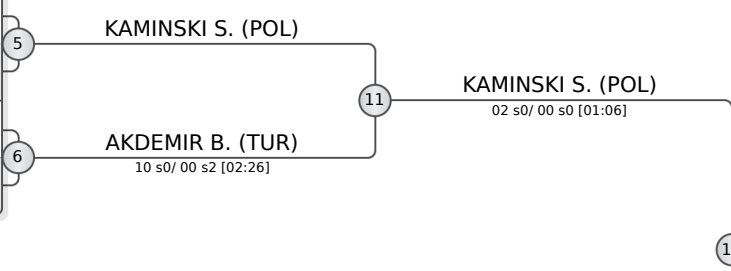 KAMINSKI S. (POL)
5
KAMINSKI S. (POL)
11
02 s0/ 00 s0 [01:06]
AKDEMIR B. (TUR)
6
10 s0/ 00 s2 [02:26]